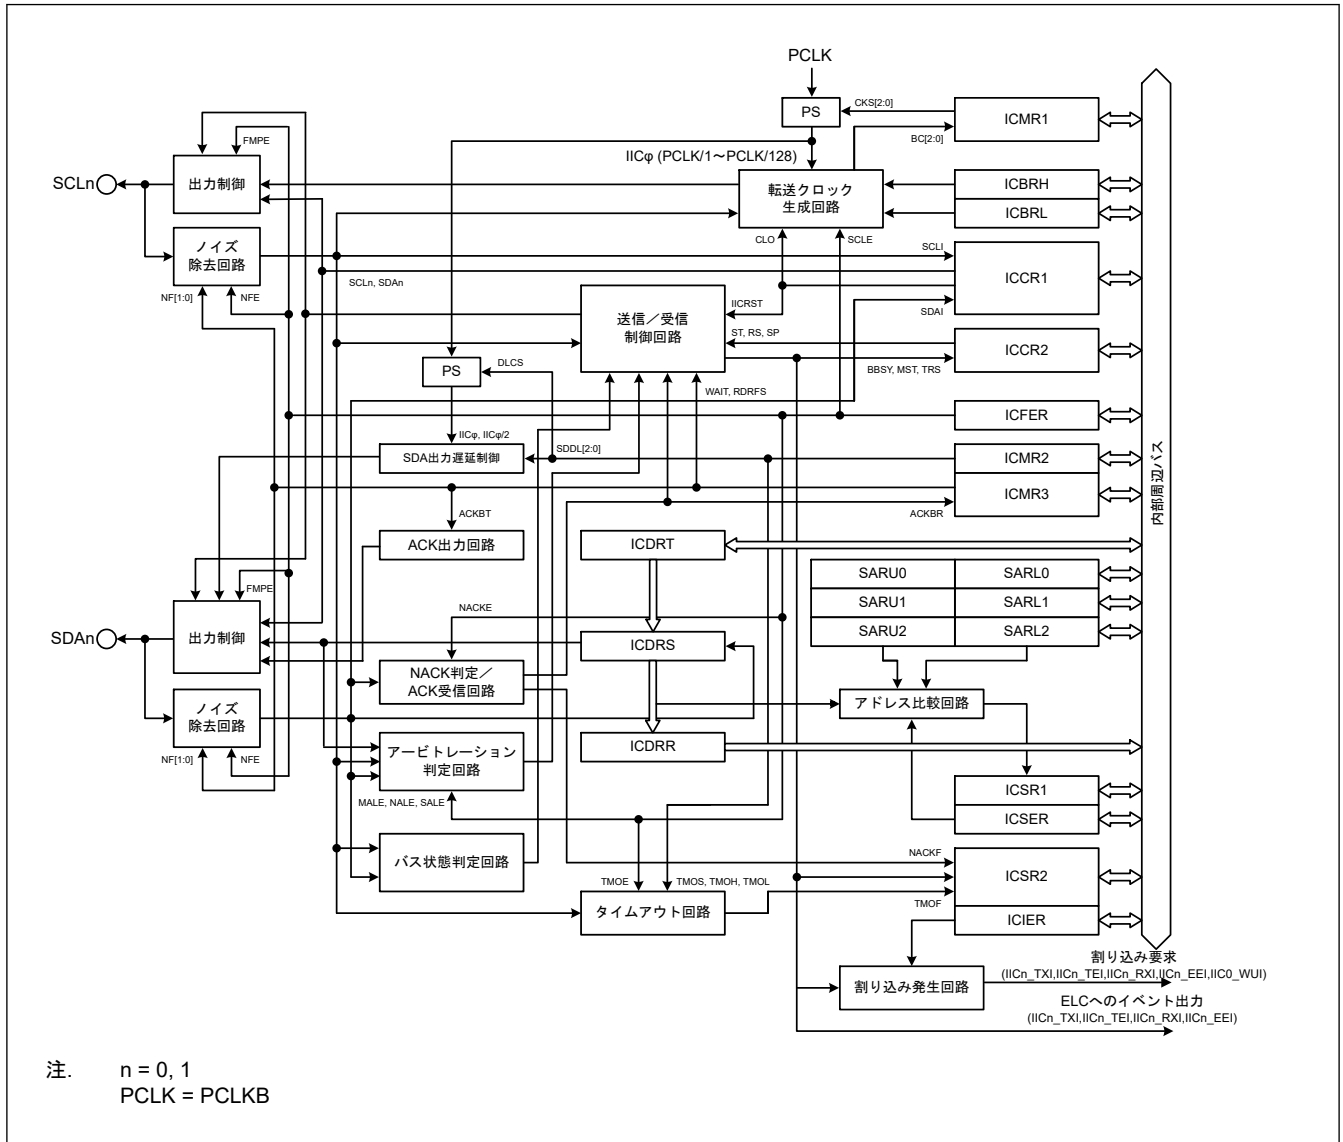 PCLK
PS
CKS[2:0]
ICMR1
BC[2:0]
FMPE
IICφ (PCLK/1～PCLK/128)
SCLn
出力制御
転送クロック
生成回路
ICBRH
ICBRL
ノイズ
除去回路
CLO
SCLE
SCLI
ICCR1
SCLn, SDAn
NF[1:0]
NFE
IICRST
SDAI
送信／受信
制御回路
ST, RS, SP
ICCR2
BBSY, MST, TRS
PS
DLCS
WAIT, RDRFS
ICFER
IICφ, IICφ/2
SDA出力遅延制御
SDDL[2:0]
ICMR2
ICMR3
ACKBR
ACKBT
ACK出力回路
ICDRT
内部周辺バス
SARU0
SARL0
SARU1
SARL1
SARU2
SARL2
FMPE
SDAn
出力制御
NACKE
ICDRS
NACK判定／
ACK受信回路
アドレス比較回路
ノイズ
除去回路
NF[1:0]
NFE
アービトレーション
判定回路
ICDRR
MALE, NALE, SALE
ICSR1
ICSER
バス状態判定回路
NACKF
ICSR2
TMOE
TMOS, TMOH, TMOL
タイムアウト回路
TMOF
ICIER
割り込み発生回路
割り込み要求
(IICn_TXI,IICn_TEI,IICn_RXI,IICn_EEI,IIC0_WUI)
ELCへのイベント出力
(IICn_TXI,IICn_TEI,IICn_RXI,IICn_EEI)
注. n = 0, 1
PCLK = PCLKB